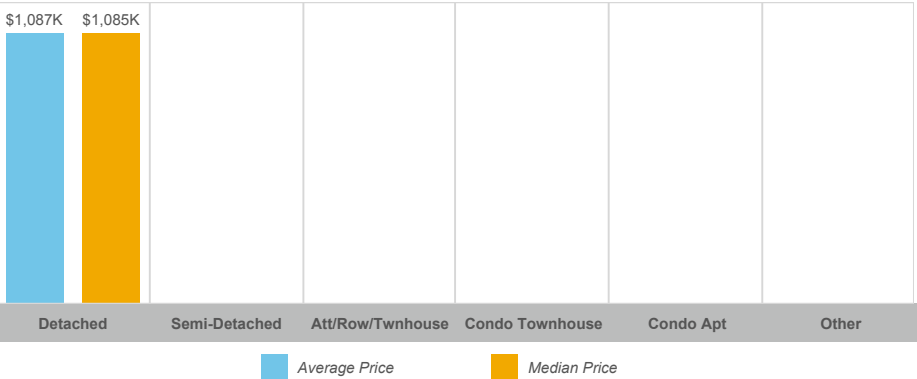 $1,087K $1,085K
Detached Semi-Detached Att/Row/Twnhouse Condo Townhouse Condo Apt Other
Average Price Median Price